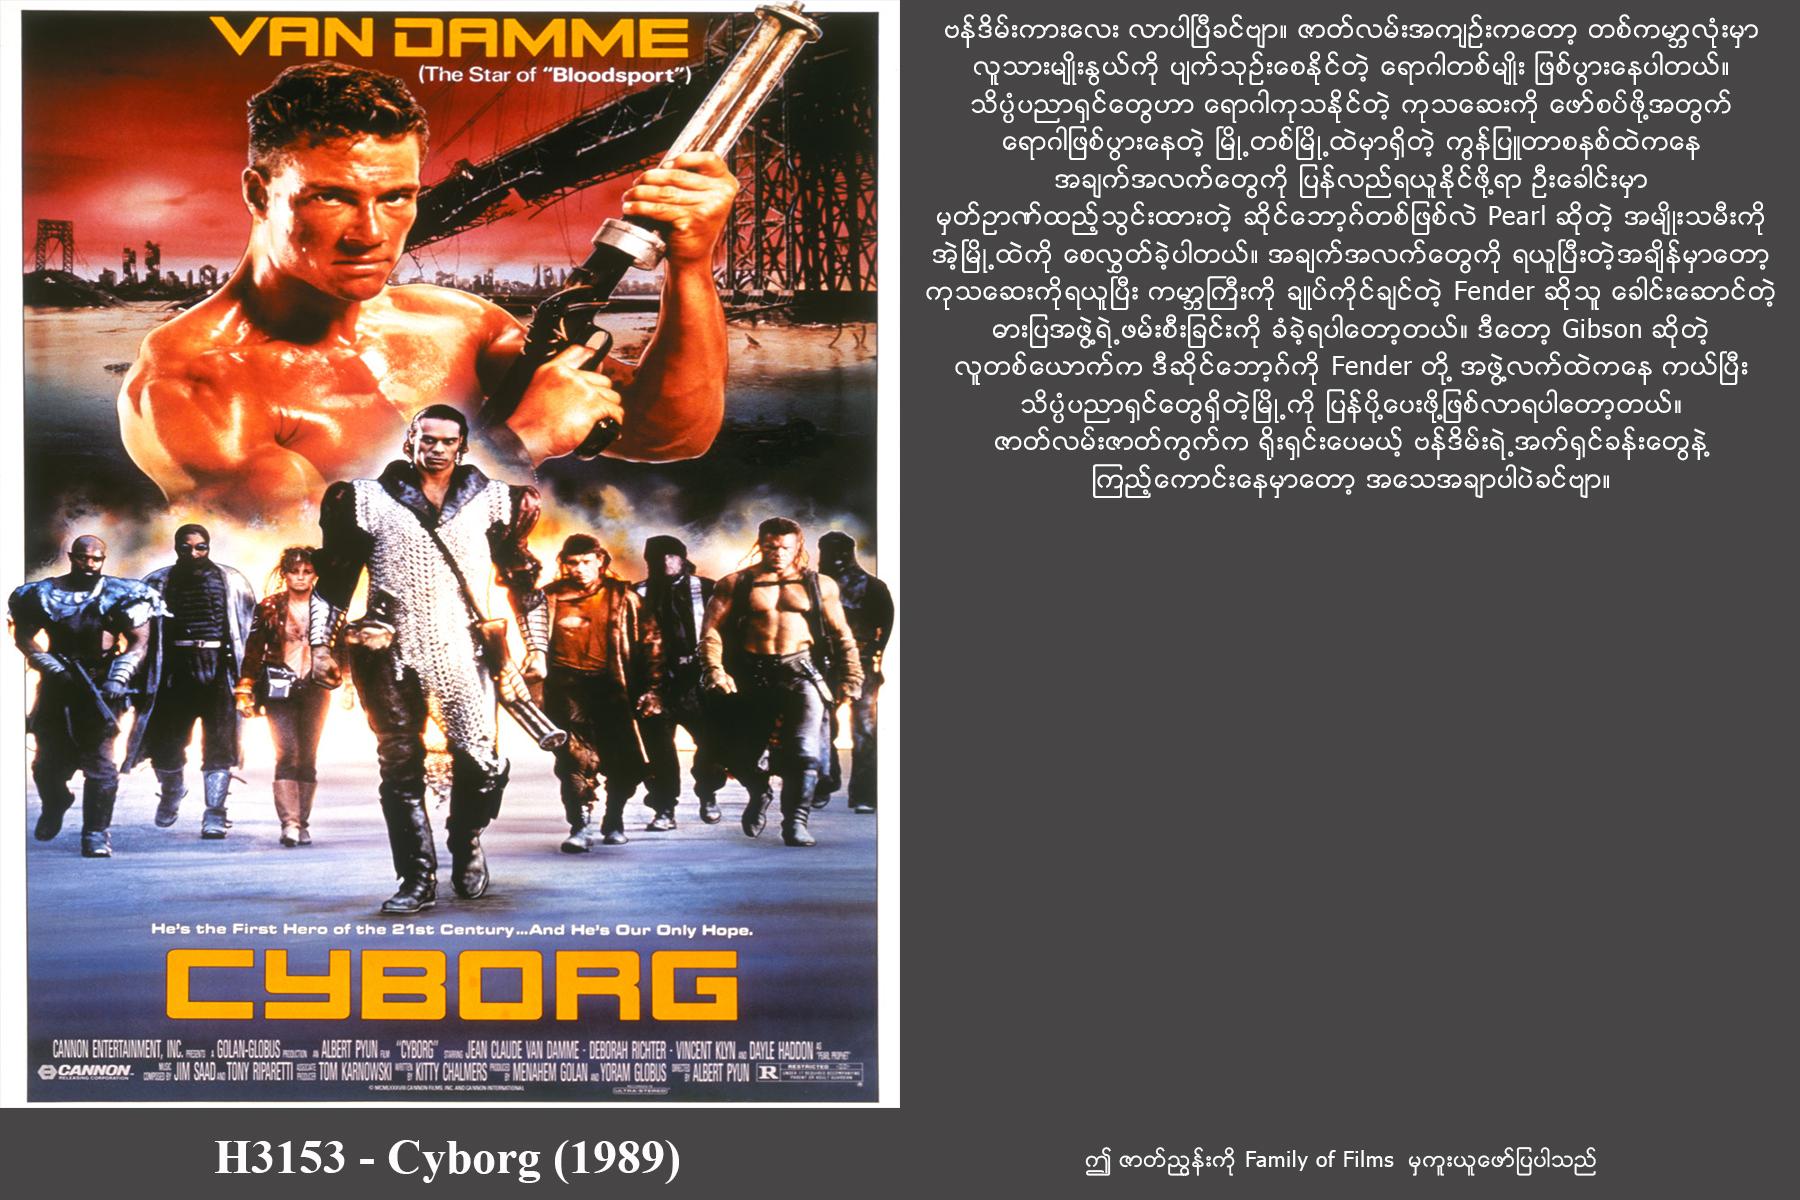 VAN DAMME
(The Star of "Bloodsport")
He's the First Hero of the 21st Century...And He's Our Only Hope.
CYBORG
CANNON ENTERTAINMENT, INC. PRESENTS A GOLAN-GLOBUS PRODUCTION AN ALBERT PYUN FILM "CYBORG" STARRING JEAN CLAUDE VAN DAMME · DEBORAH RICHTER · VINCENT KLYN AND DAYLE HADDON AS "PEARL PROPHET"
CANNON RELEASING CORPORATION MUSIC COMPOSED BY JIM SAAD AND TONY RIPARETTI ASSOCIATE PRODUCER TOM KARNOWSKI WRITTEN BY KITTY CHALMERS PRODUCED BY MENAHEM GOLAN AND YORAM GLOBUS DIRECTED BY ALBERT PYUN R RESTRICTED
ULTRA-STEREO
H3153 - Cyborg (1989)
ဗန်ဒိမ်းကားလေး လာပါပြီခင်ဗျာ။ ဇာတ်လမ်းအကျဉ်းကတော့ တစ်ကမ္ဘာလုံးမှာ
လူသားမျိုးနွယ်ကို ပျက်သုဉ်းစေနိုင်တဲ့ ရောဂါတစ်မျိုး ဖြစ်ပွားနေပါတယ်။
သိပ္ပံပညာရှင်တွေဟာ ရောဂါကုသနိုင်တဲ့ ကုသဆေးကို ဖော်စပ်ဖို့အတွက်
ရောဂါဖြစ်ပွားနေတဲ့ မြို့တစ်မြို့ထဲမှာရှိတဲ့ ကွန်ပြူတာစနစ်ထဲကနေ
အချက်အလက်တွေကို ပြန်လည်ရယူနိုင်ဖို့ရာ ဦးခေါင်းမှာ
မှတ်ဉာဏ်ထည့်သွင်းထားတဲ့ ဆိုင်ဘော့ဂ်တစ်ဖြစ်လဲ Pearl ဆိုတဲ့ အမျိုးသမီးကို
အဲ့မြို့ထဲကို စေလွှတ်ခဲ့ပါတယ်။ အချက်အလက်တွေကို ရယူပြီးတဲ့အချိန်မှာတော့
ကုသဆေးကိုရယူပြီး ကမ္ဘာကြီးကို ချုပ်ကိုင်ချင်တဲ့ Fender ဆိုသူ ခေါင်းဆောင်တဲ့
ဓားပြအဖွဲ့ရဲ့ဖမ်းစီးခြင်းကို ခံခဲ့ရပါတော့တယ်။ ဒီတော့ Gibson ဆိုတဲ့
လူတစ်ယောက်က ဒီဆိုင်ဘော့ဂ်ကို Fender တို့ အဖွဲ့လက်ထဲကနေ ကယ်ပြီး
သိပ္ပံပညာရှင်တွေရှိတဲ့မြို့ကို ပြန်ပို့ပေးဖို့ဖြစ်လာရပါတော့တယ်။
ဇာတ်လမ်းဇာတ်ကွက်က ရိုးရှင်းပေမယ့် ဗန်ဒိမ်းရဲ့အက်ရှင်ခန်းတွေနဲ့
ကြည့်ကောင်းနေမှာတော့ အသေအချာပါပဲခင်ဗျာ။
ဤ ဇာတ်ညွှန်းကို Family of Films မှကူးယူဖော်ပြပါသည်